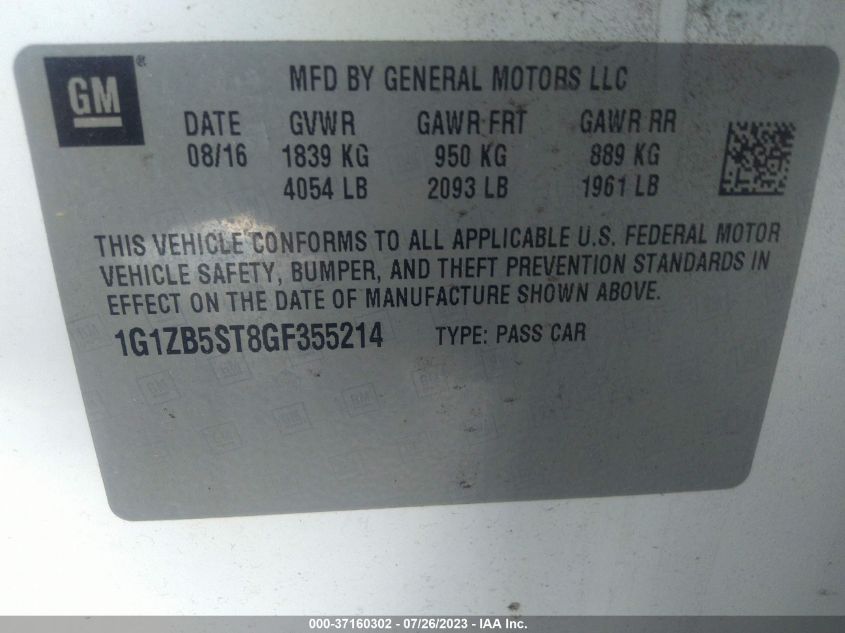 GM®
MFD BY GENERAL MOTORS LLC
DATE GVWR GAWR FRT GAWR RR
08/16 1839 KG 950 KG 889 KG
4054 LB 2093 LB 1961 LB
THIS VEHICLE CONFORMS TO ALL APPLICABLE U.S. FEDERAL MOTOR
VEHICLE SAFETY, BUMPER, AND THEFT PREVENTION STANDARDS IN
EFFECT ON THE DATE OF MANUFACTURE SHOWN ABOVE.
1G1ZB5ST8GF355214 TYPE: PASS CAR
000-37160302 - 07/26/2023 - IAA Inc.